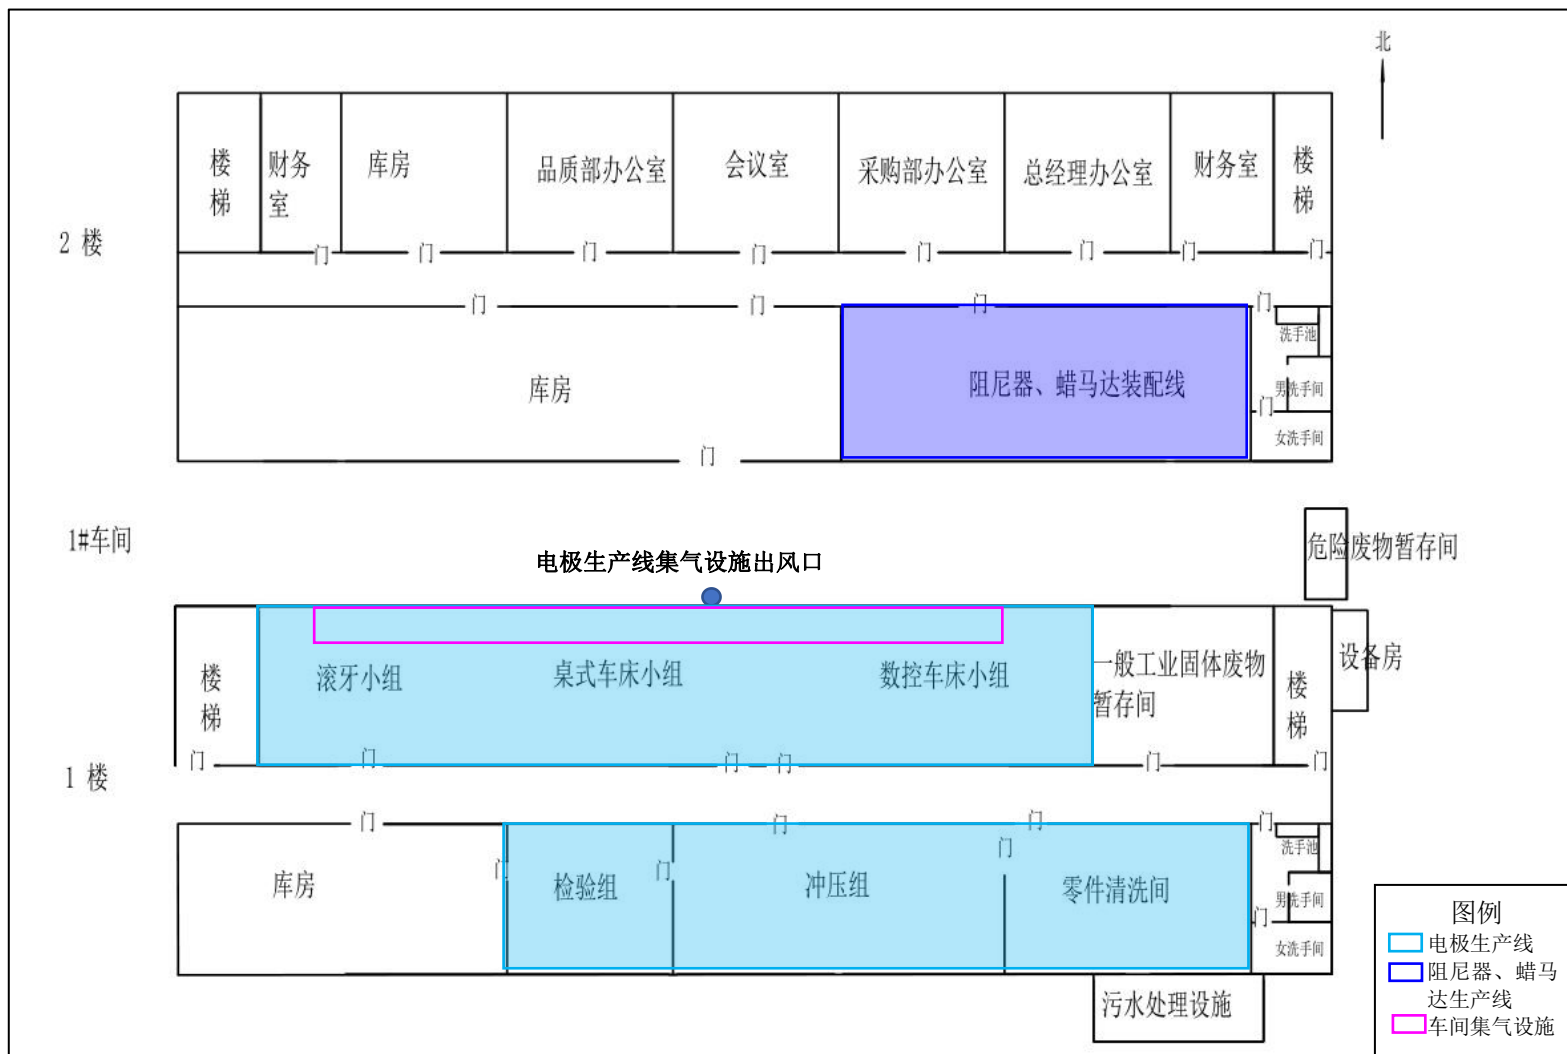 北
楼梯
财务室
库房
品质部办公室
会议室
采购部办公室
总经理办公室
财务室
楼梯
2 楼
门
门
门
门
门
门
门
门
门
门
门
门
洗手池
库房
阻尼器、蜡马达装配线
男洗手间
门
女洗手间
门
1#车间
电极生产线集气设施出风口
危险废物暂存间
楼梯
滚牙小组
桌式车床小组
数控车床小组
一般工业固体废物
暂存间
楼梯
设备房
门
门
门
门
门
门
1 楼
门
门
门
门
洗手池
门
门
门
库房
检验组
冲压组
零件清洗间
男洗手间
门
女洗手间
污水处理设施
图例
电极生产线
阻尼器、蜡马
达生产线
车间集气设施